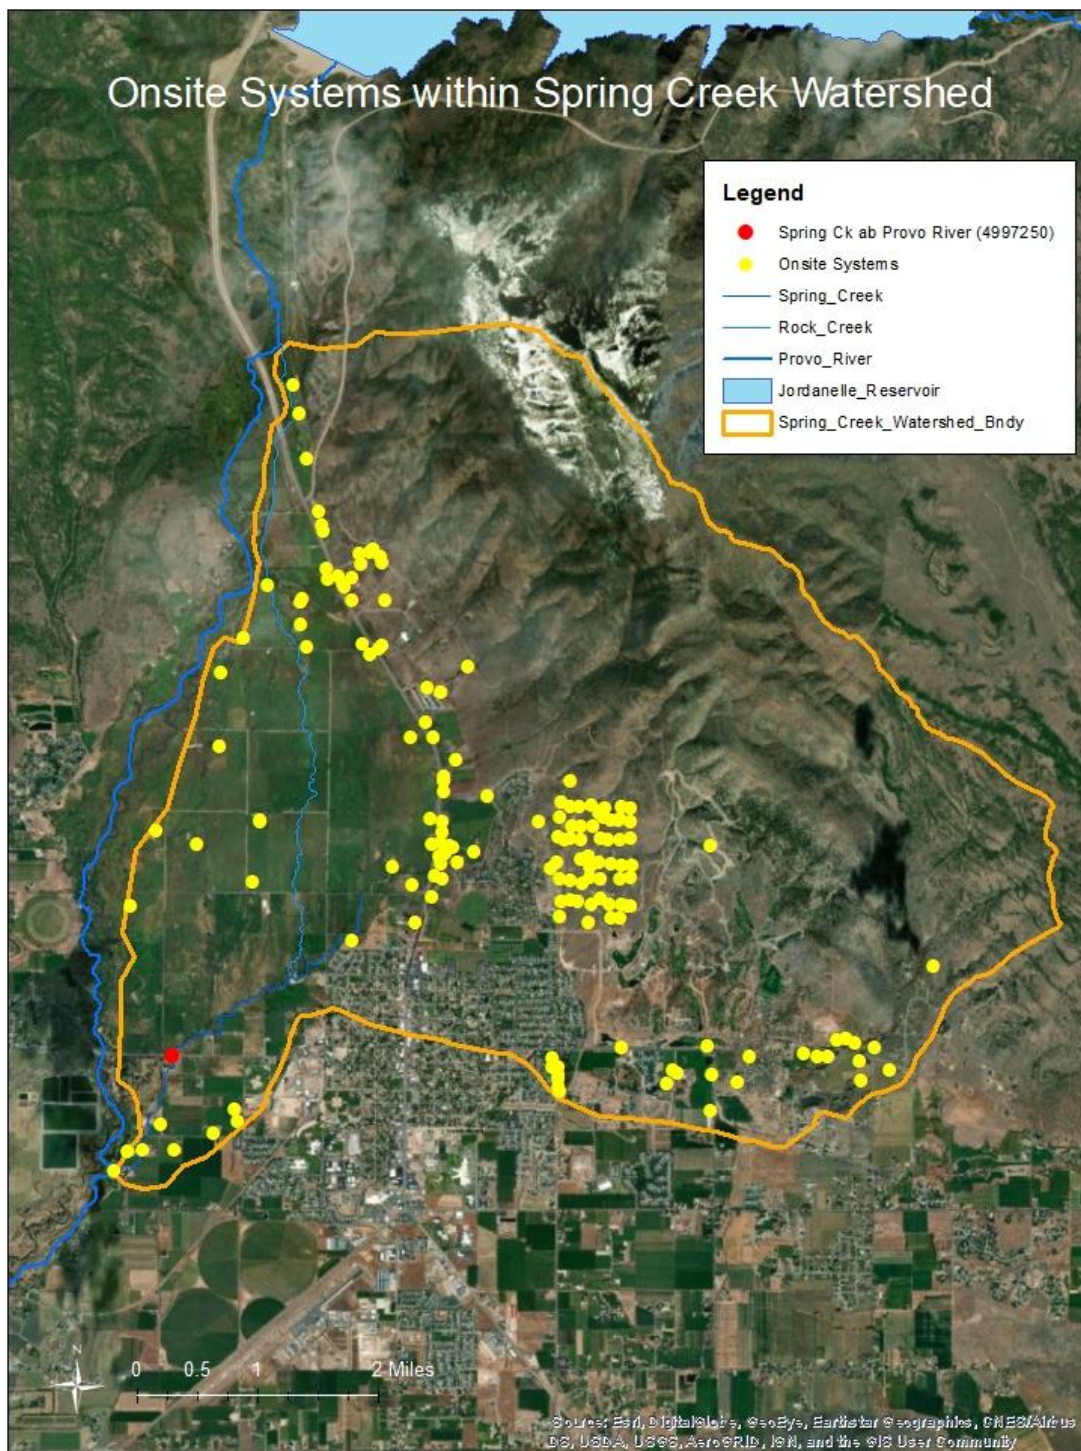 Onsite Systems within Spring Creek Watershed
Legend
Spring Ck ab Provo River (4997250)
Onsite Systems
Spring_Creek
Rock_Creek
Provo_River
Jordanelle_Reservoir
Spring_Creek_Watershed_Bndy
N
0 0.5 1 2 Miles
Source: Esri, DigitalGlobe, GeoEye, Earthstar Geographics, CNES/Airbus
DS, USDA, USGS, AeroGRID, IGN, and the GIS User Community